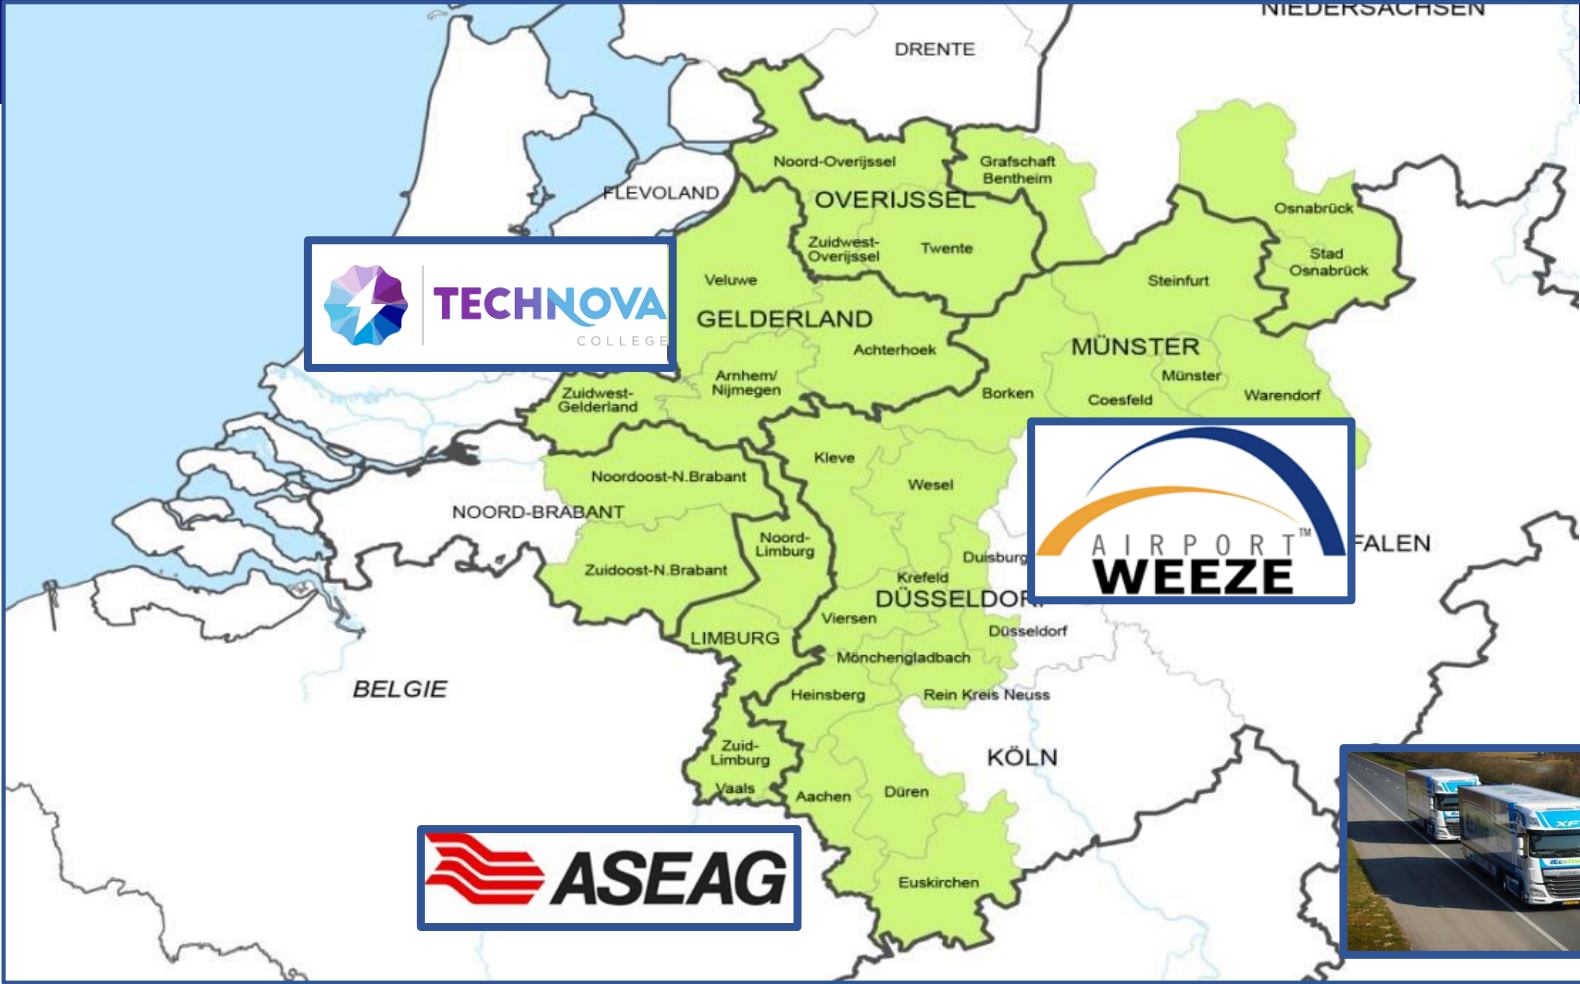 NIEDERSACHSEN
DRENTE
Noord-Overijssel
Grafschaft
Bentheim
FLEVOLAND
OVERIJSSEL
Osnabrück
Zuidwest-
Overijssel
Twente
Stad
Osnabrück
Veluwe
Steinfurt
TECHNOVA
COLLEGE
GELDERLAND
Achterhoek
MÜNSTER
Münster
Arnhem/
Nijmegen
Zuidwest-
Gelderland
Borken
Coesfeld
Warendorf
Kleve
Noordoost-N.Brabant
Wesel
NOORD-BRABANT
Noord-
Limburg
AIRPORT™
WEEZE
FALEN
Duisburg
Zuidoost-N.Brabant
Krefeld
DÜSSELDORF
Viersen
Düsseldorf
LIMBURG
Mönchengladbach
BELGIE
Heinsberg
Rein Kreis Neuss
Zuid-
Limburg
KÖLN
Vaals
Aachen
Düren
XF
ASEAG
Euskirchen